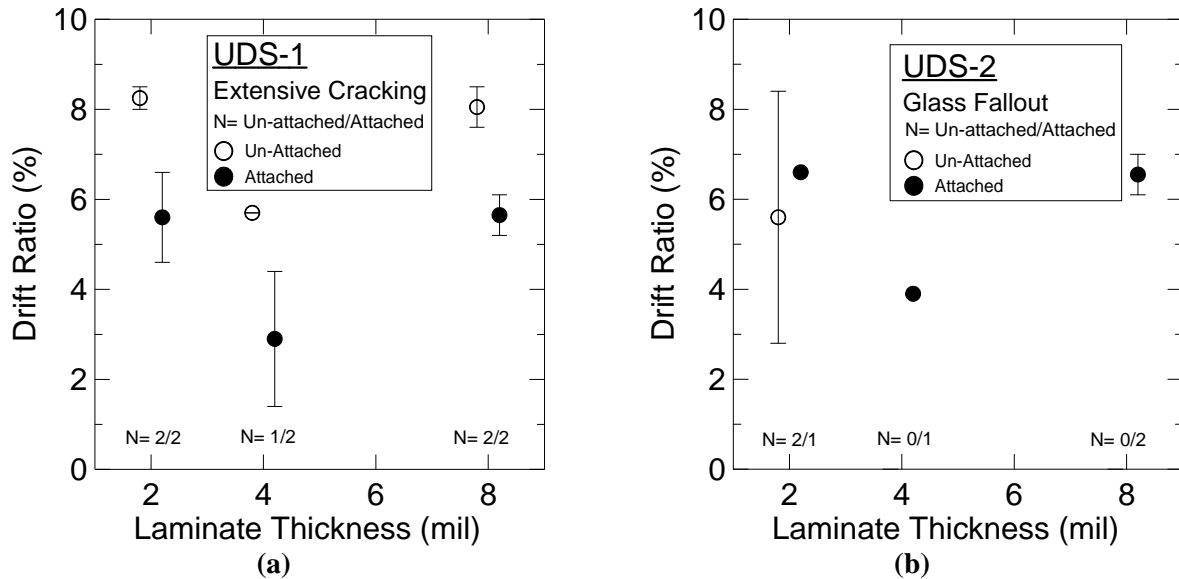 10
8
6
4
2
0
Drift Ratio (%)
UDS-1
Extensive Cracking
N= Un-attached/Attached
Un-Attached
Attached
N= 2/2
N= 1/2
N= 2/2
2
4
6
8
Laminate Thickness (mil)
(a)
10
8
6
4
2
0
Drift Ratio (%)
UDS-2
Glass Fallout
N= Un-attached/Attached
Un-Attached
Attached
N= 2/1
N= 0/1
N= 0/2
2
4
6
8
Laminate Thickness (mil)
(b)